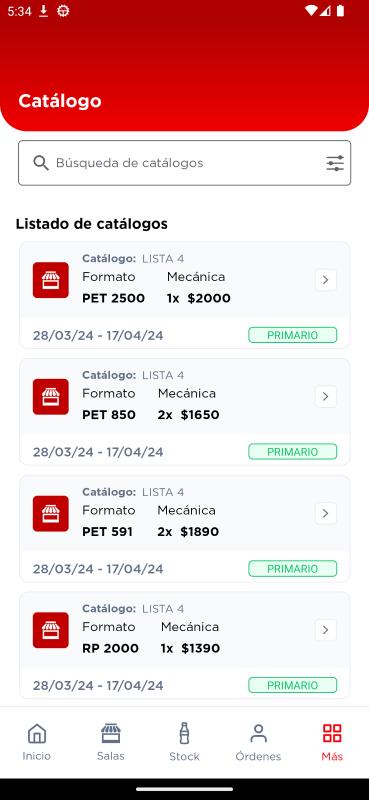 5:34
Catálogo
Búsqueda de catálogos
Listado de catálogos
Catálogo: LISTA 4
Formato Mecánica
PET 2500 1x $2000
28/03/24 - 17/04/24 PRIMARIO
Catálogo: LISTA 4
Formato Mecánica
PET 850 2x $1650
28/03/24 - 17/04/24 PRIMARIO
Catálogo: LISTA 4
Formato Mecánica
PET 591 2x $1890
28/03/24 - 17/04/24 PRIMARIO
Catálogo: LISTA 4
Formato Mecánica
RP 2000 1x $1390
28/03/24 - 17/04/24 PRIMARIO
Inicio Salas Stock Órdenes Más